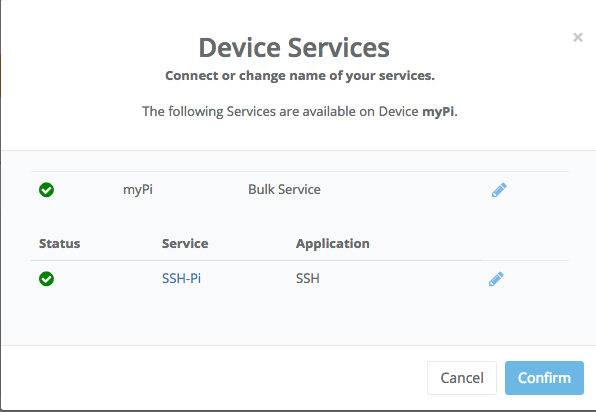 Device Services
×
Connect or change name of your services.
The following Services are available on Device myPi.
myPi Bulk Service
Status Service Application
SSH-Pi SSH
Cancel Confirm